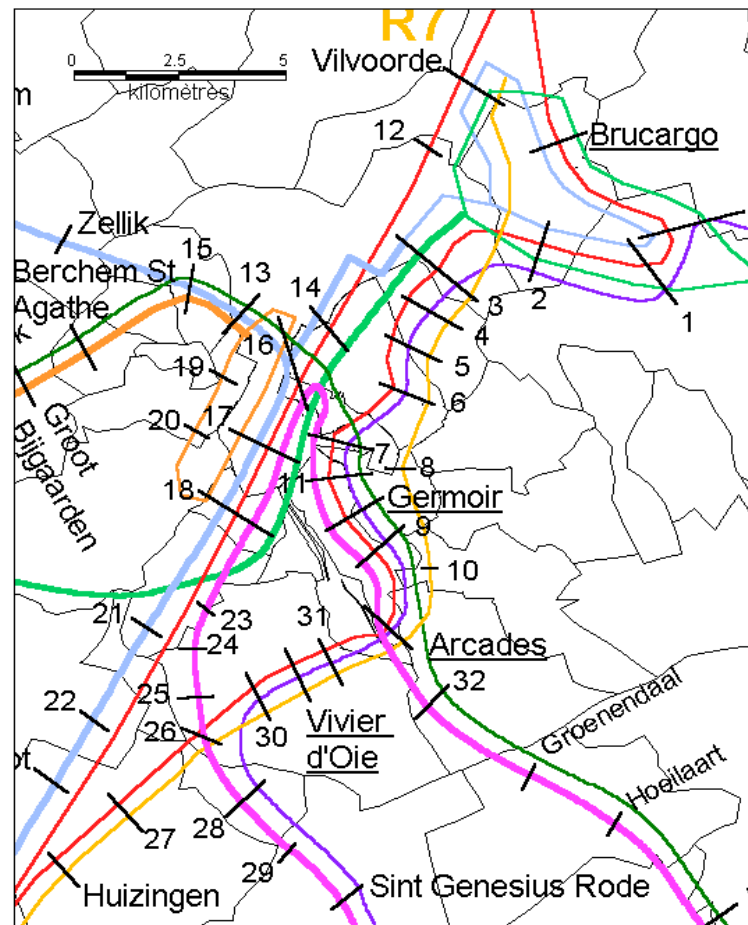 R7
Vilvoorde
0 2.5 5
kilomètres
m
12
Brucargo
Zellik
15
Berchem St
13
14
Agathe
16
k
3
2
1
4
5
19
6
20
17
7
Groot
Bijgaarden
8
11
18
Germoir
9
10
21
23
31
24
Arcades
32
22
25
26
30
Vivier
d'Oie
Groenendaal
ot.
Hoeilaart
27
28
29
Huizingen
Sint Genesius Rode